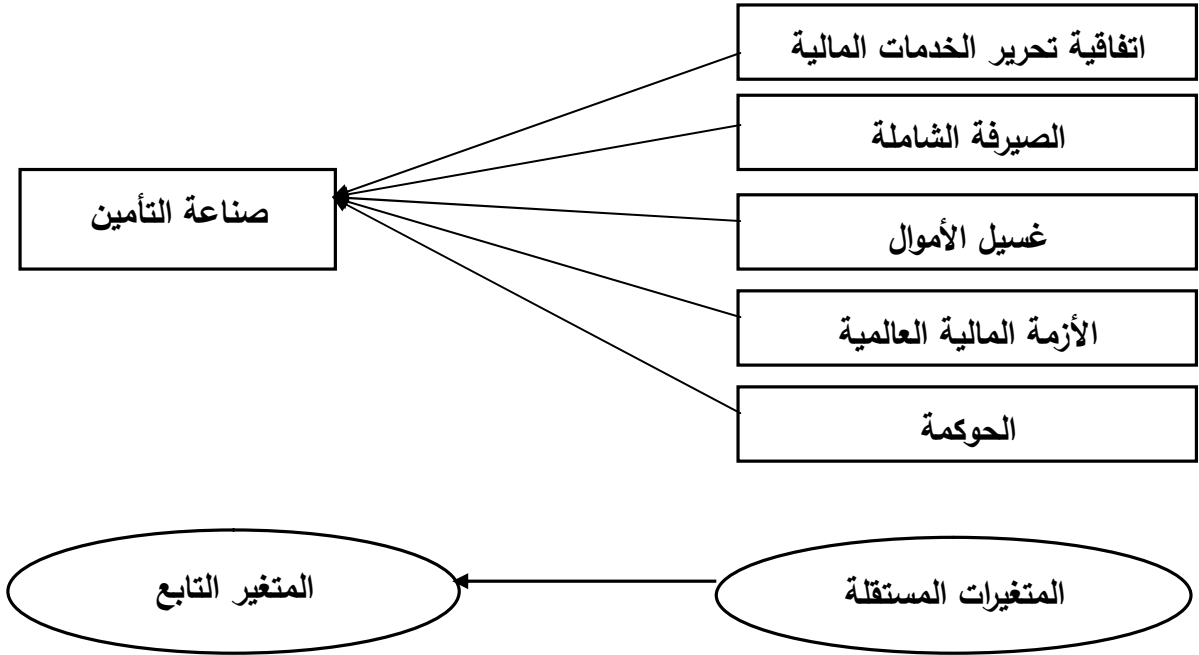 اتفاقية تحرير الخدمات المالية
الصيرفة الشاملة
صناعة التأمين
غسيل الأموال
الأزمة المالية العالمية
الحوكمة
المتغيرات المستقلة
المتغير التابع